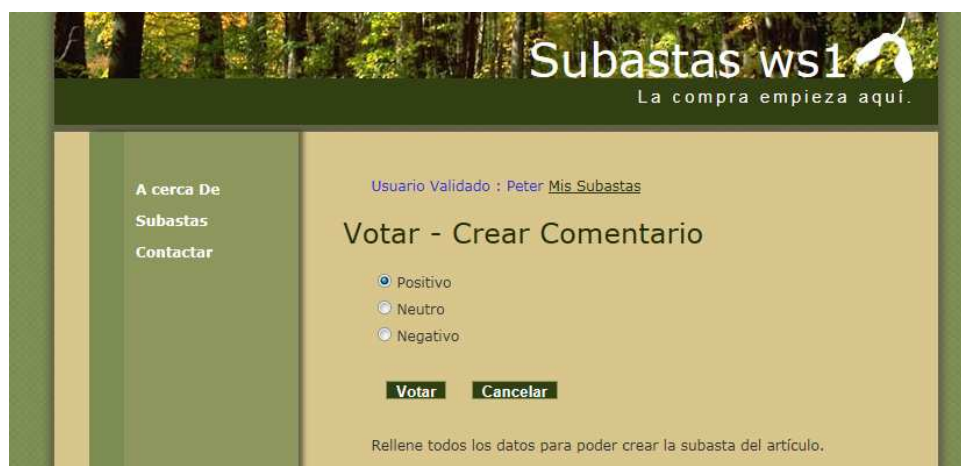 Subastas ws1
La compra empieza aquí.
A cerca De
Subastas
Contactar
Usuario Validado : Peter Mis Subastas
Votar - Crear Comentario
Positivo
Neutro
Negativo
Votar Cancelar
Rellene todos los datos para poder crear la subasta del artículo.